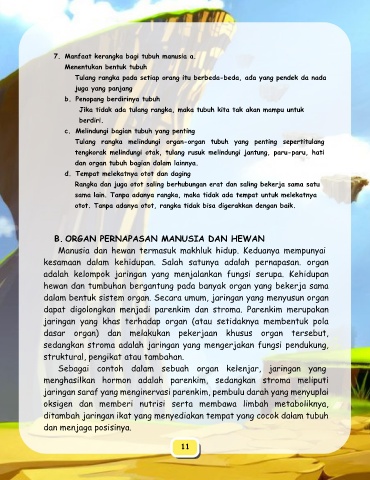 7. Manfaat kerangka bagi tubuh manusia a.
Menentukan bentuk tubuh
Tulang rangka pada setiap orang itu berbeda-beda, ada yang pendek da nada
juga yang panjang
b. Penopang berdirinya tubuh
Jika tidak ada tulang rangka, maka tubuh kita tak akan mampu untuk
berdiri.
c. Melindungi bagian tubuh yang penting
Tulang rangka melindungi organ-organ tubuh yang penting sepertitulang
tengkorak melindungi otak, tulang rusuk melindungi jantung, paru-paru, hati
dan organ tubuh bagian dalam lainnya.
d. Tempat melekatnya otot dan daging
Rangka dan juga otot saling berhubungan erat dan saling bekerja sama satu
sama lain. Tanpa adanya rangka, maka tidak ada tempat untuk melekatnya
otot. Tanpa adanya otot, rangka tidak bisa digerakkan dengan baik.
B. ORGAN PERNAPASAN MANUSIA DAN HEWAN
Manusia dan hewan termasuk makhluk hidup. Keduanya mempunyai
kesamaan dalam kehidupan. Salah satunya adalah pernapasan. organ
adalah kelompok jaringan yang menjalankan fungsi serupa. Kehidupan
hewan dan tumbuhan bergantung pada banyak organ yang bekerja sama
dalam bentuk sistem organ. Secara umum, jaringan yang menyusun organ
dapat digolongkan menjadi parenkim dan stroma. Parenkim merupakan
jaringan yang khas terhadap organ (atau setidaknya membentuk pola
dasar organ) dan melakukan pekerjaan khusus organ tersebut,
sedangkan stroma adalah jaringan yang mengerjakan fungsi pendukung,
struktural, pengikat atau tambahan.
Sebagai contoh dalam sebuah organ kelenjar, jaringan yang
menghasilkan hormon adalah parenkim, sedangkan stroma meliputi
jaringan saraf yang menginervasi parenkim, pembulu darah yang menyuplai
oksigen dan memberi nutrisi serta membawa limbah metaboliknya,
ditambah jaringan ikat yang menyediakan tempat yang cocok dalam tubuh
dan menjaga posisinya.
11